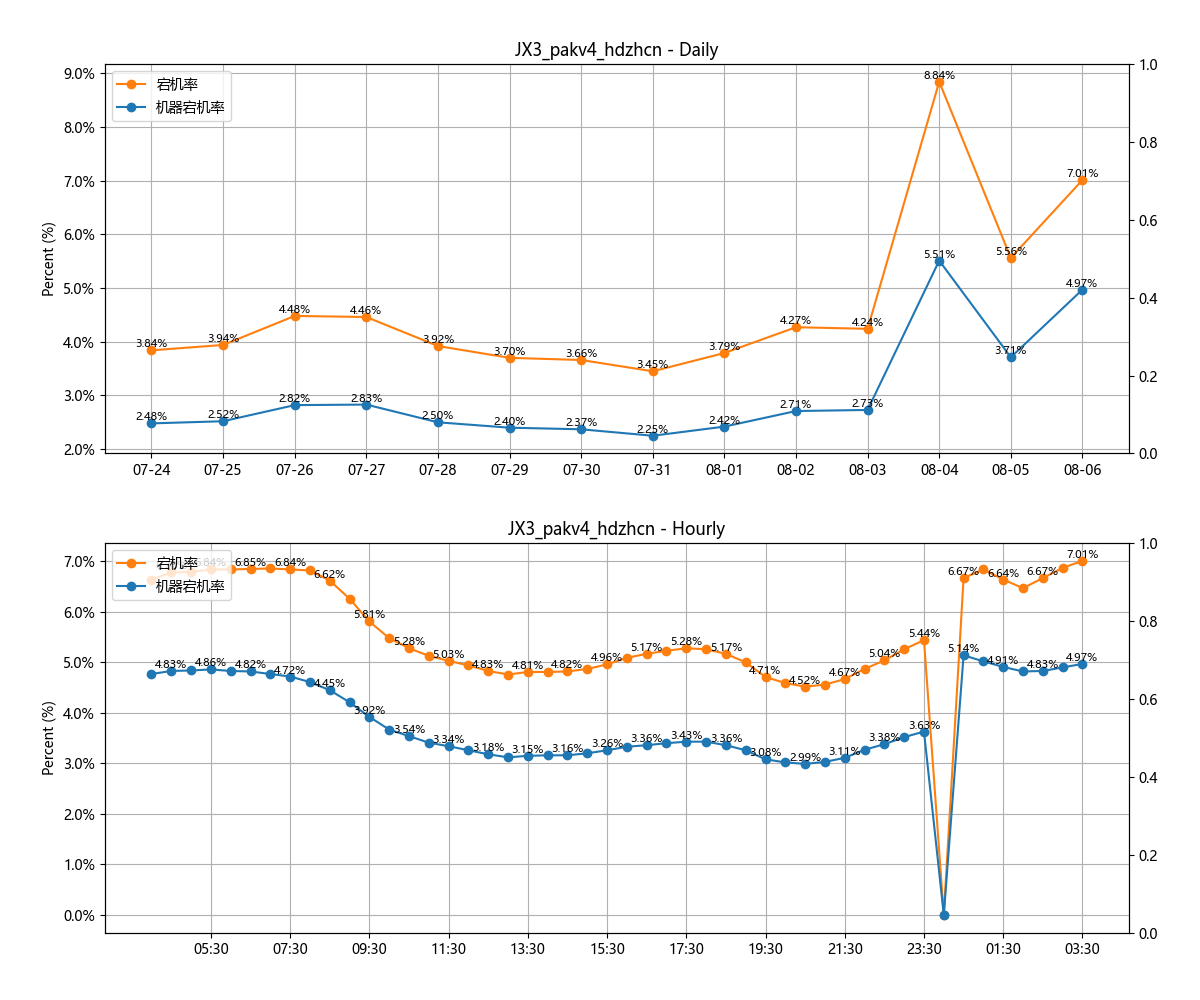 JX3_pakv4_hdzhcn - Daily
宕机率
机器宕机率
Percent (%)
9.0%
8.0%
7.0%
6.0%
5.0%
4.0%
3.0%
2.0%
1.0
0.8
0.6
0.4
0.2
0.0
3.84% 3.94% 4.48% 4.46% 3.92% 3.70% 3.66% 3.45% 3.79% 4.27% 4.24% 8.84% 5.56% 7.01%
2.48% 2.52% 2.82% 2.83% 2.50% 2.40% 2.37% 2.25% 2.42% 2.71% 2.73% 5.51% 3.71% 4.97%
07-24 07-25 07-26 07-27 07-28 07-29 07-30 07-31 08-01 08-02 08-03 08-04 08-05 08-06
JX3_pakv4_hdzhcn - Hourly
宕机率
机器宕机率
Percent (%)
7.0%
6.0%
5.0%
4.0%
3.0%
2.0%
1.0%
0.0%
1.0
0.8
0.6
0.4
0.2
0.0
6.84% 6.85% 6.84% 6.62% 5.81% 5.28% 5.03% 4.83% 4.81% 4.82% 4.96% 5.17% 5.28% 5.17% 4.71% 4.52% 4.67% 5.04% 5.44% 6.67% 6.64% 6.67% 7.01%
4.83% 4.86% 4.82% 4.72% 4.45% 3.92% 3.54% 3.34% 3.18% 3.15% 3.16% 3.26% 3.36% 3.43% 3.36% 3.08% 2.99% 3.11% 3.38% 3.63% 5.14% 4.91% 4.83% 4.97%
05:30 07:30 09:30 11:30 13:30 15:30 17:30 19:30 21:30 23:30 01:30 03:30